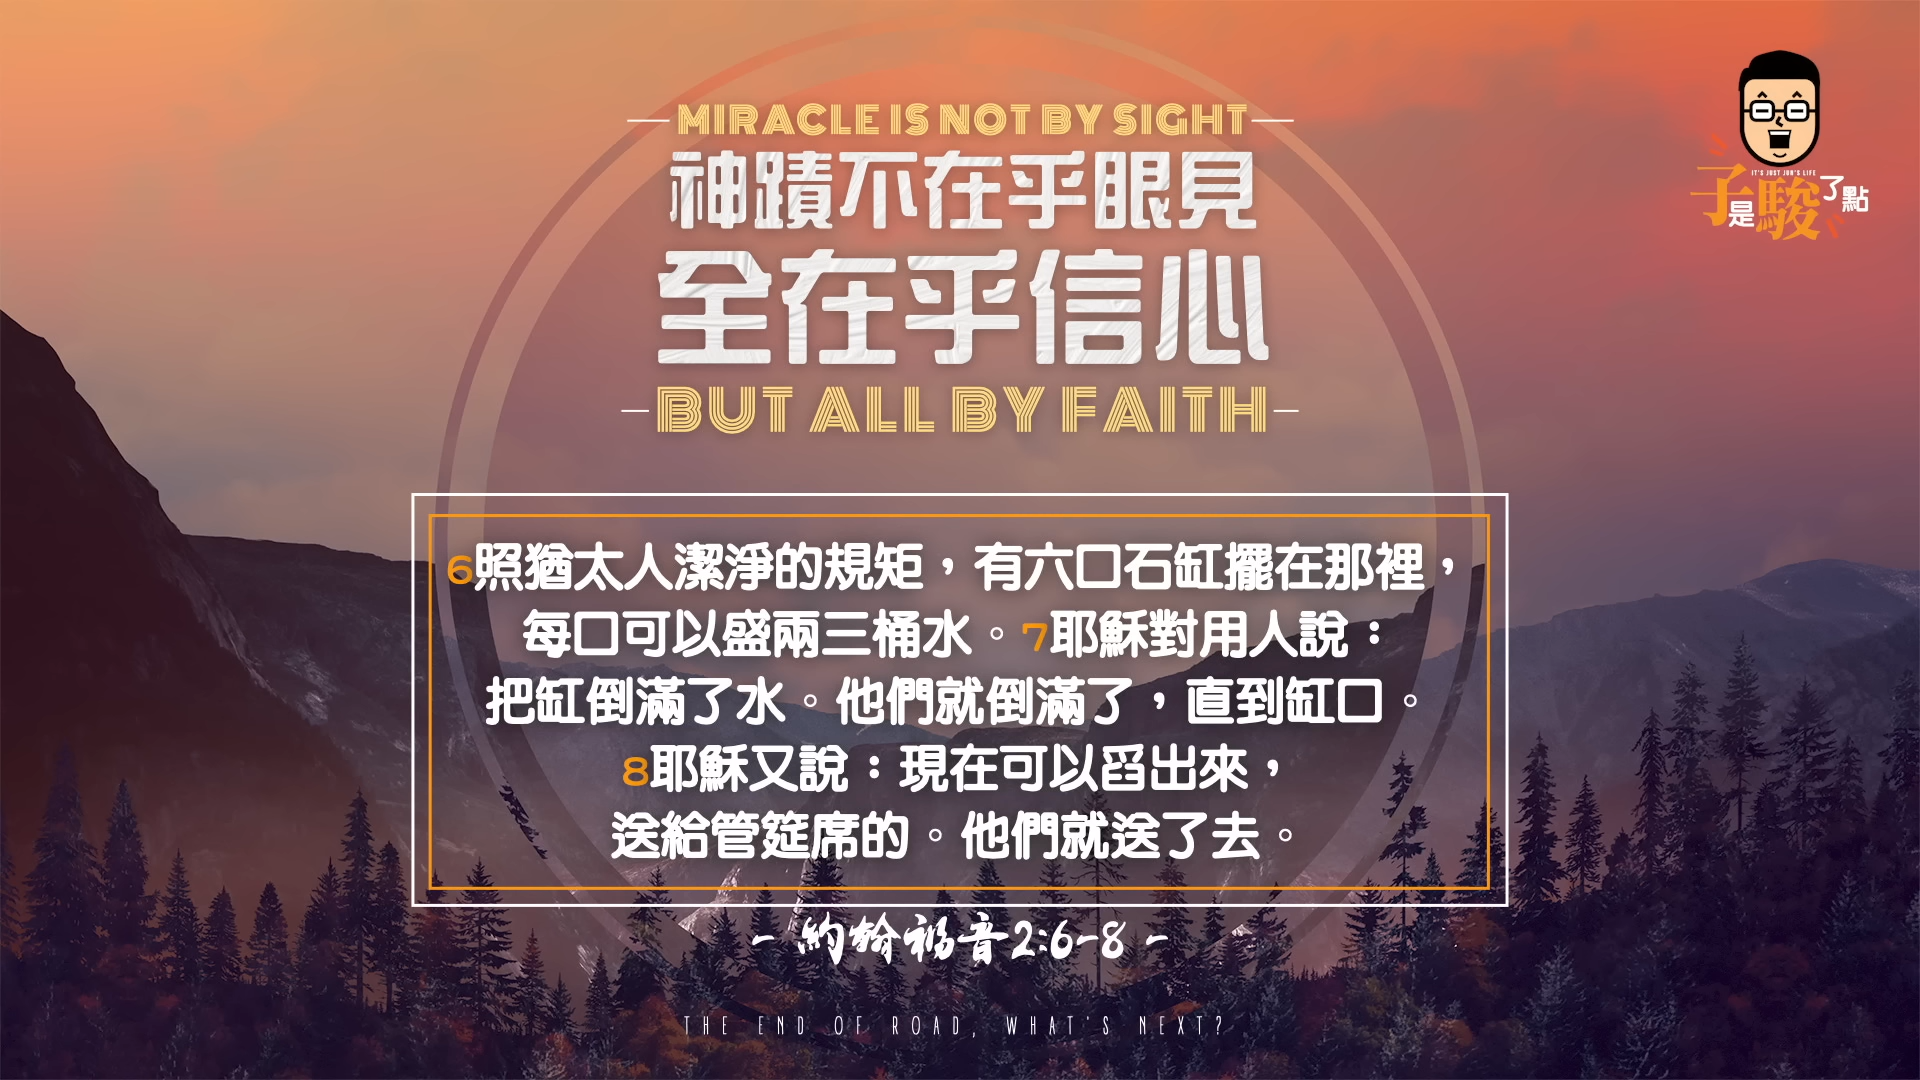 MIRACLE IS NOT BY SIGHT
神蹟不在乎眼見
全在乎信心
BUT ALL BY FAITH
IT'S JUST JUN'S LIFE
子是駿了點
6照猶太人潔淨的規矩，有六口石缸擺在那裡，
每口可以盛兩三桶水。7耶穌對用人說：
把缸倒滿了水。他們就倒滿了，直到缸口。
8耶穌又說：現在可以舀出來，
送給管筵席的。他們就送了去。
- 約翰福音2:6-8 -
THE END OF ROAD, WHAT'S NEXT?